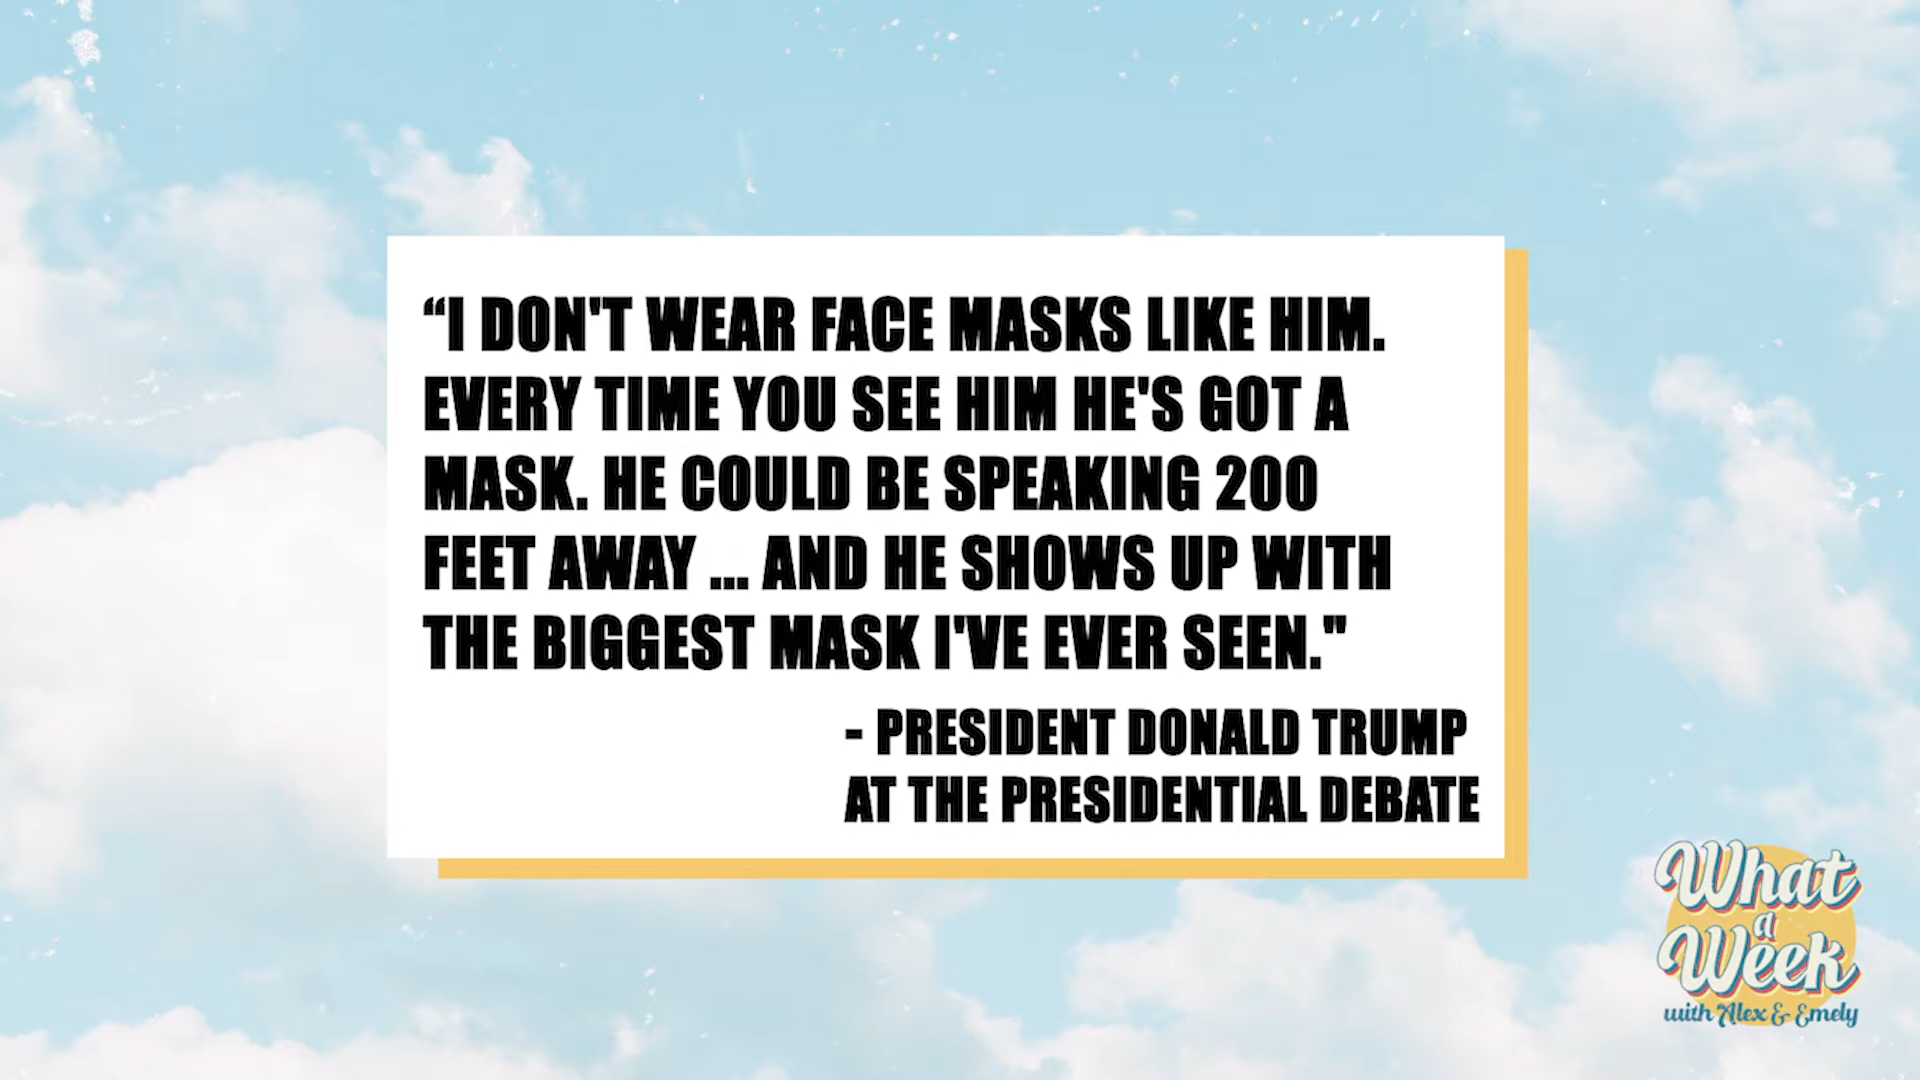 “I DON'T WEAR FACE MASKS LIKE HIM.
EVERY TIME YOU SEE HIM HE'S GOT A
MASK. HE COULD BE SPEAKING 200
FEET AWAY ... AND HE SHOWS UP WITH
THE BIGGEST MASK I'VE EVER SEEN."
- PRESIDENT DONALD TRUMP
AT THE PRESIDENTIAL DEBATE
What
a
Week
with Alex & Emely